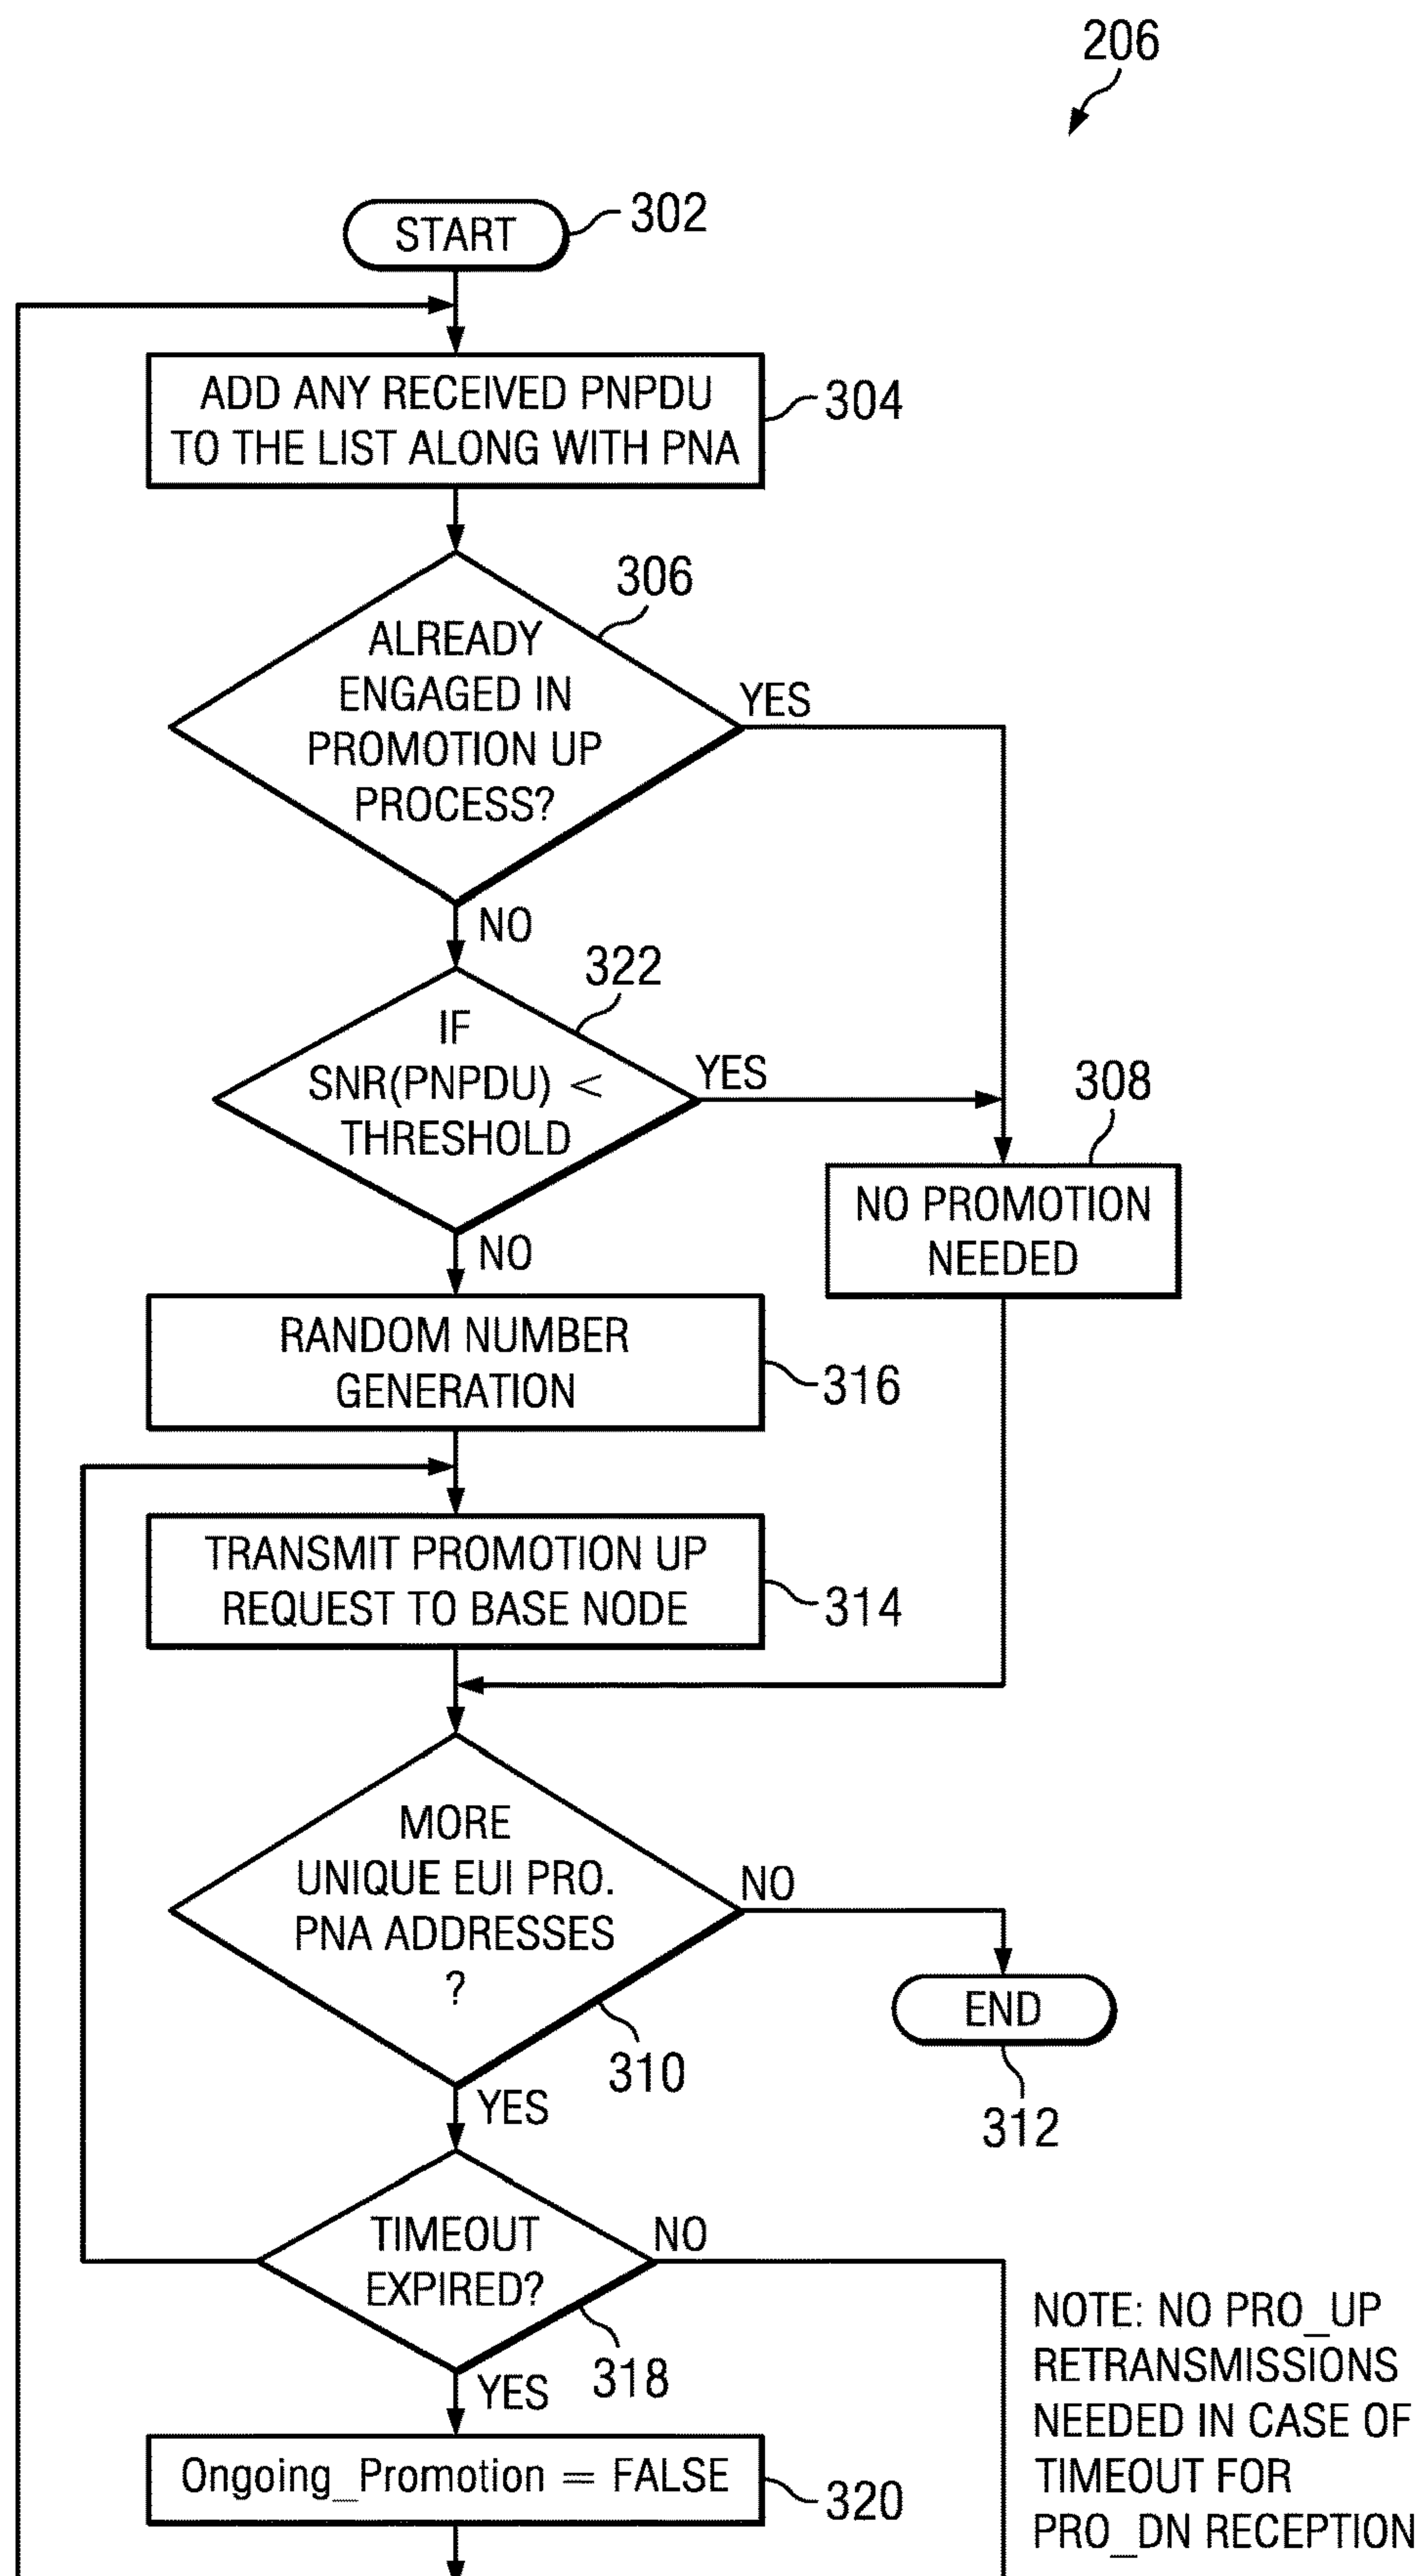 206
START
302
ADD ANY RECEIVED PNPDU
TO THE LIST ALONG WITH PNA
304
306
ALREADY
ENGAGED IN
PROMOTION UP
PROCESS?
YES
NO
322
IF
SNR(PNPDU) <
THRESHOLD
YES
308
NO PROMOTION
NEEDED
NO
RANDOM NUMBER
GENERATION
316
TRANSMIT PROMOTION UP
REQUEST TO BASE NODE
314
MORE
UNIQUE EUI PRO.
PNA ADDRESSES
?
NO
END
310
312
YES
TIMEOUT
EXPIRED?
NO
318
YES
Ongoing_Promotion = FALSE
320
NOTE: NO PRO_UP
RETRANSMISSIONS
NEEDED IN CASE OF
TIMEOUT FOR
PRO_DN RECEPTION